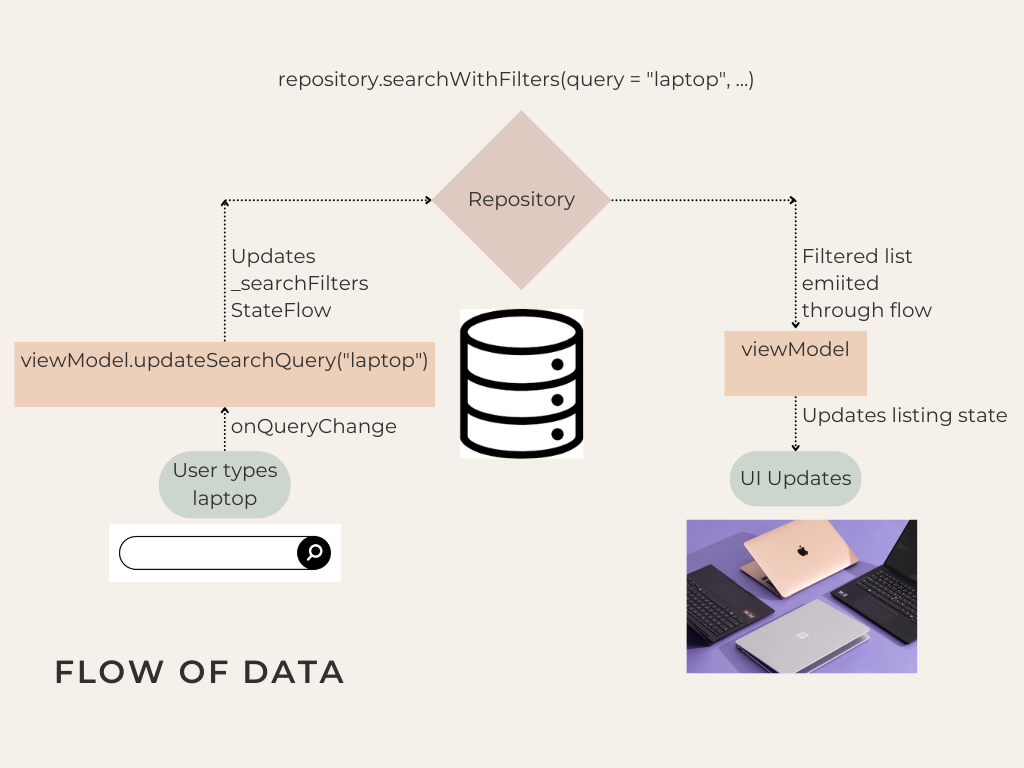 repository.searchWithFilters(query = "laptop", ...)
Repository
Updates
_searchFilters
StateFlow
Filtered list
emiited
through flow
viewModel.updateSearchQuery("laptop")
viewModel
onQueryChange
Updates listing state
User types
laptop
UI Updates
FLOW OF DATA